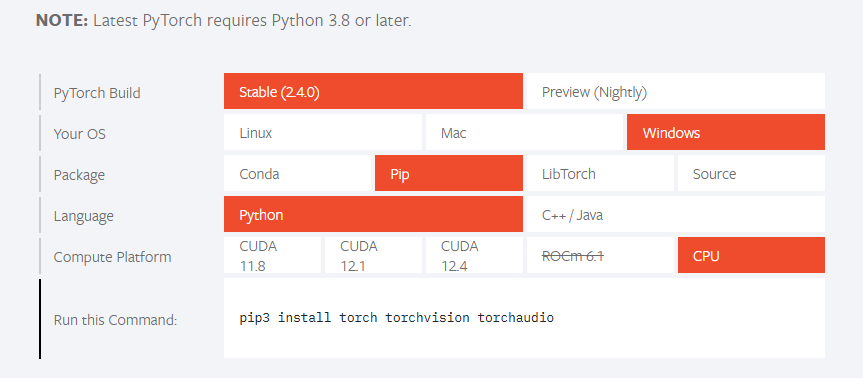 NOTE: Latest PyTorch requires Python 3.8 or later.
PyTorch Build
Stable (2.4.0)
Preview (Nightly)
Your OS
Linux
Mac
Windows
Package
Conda
Pip
LibTorch
Source
Language
Python
C++ / Java
Compute Platform
CUDA
11.8
CUDA
12.1
CUDA
12.4
ROCm 6.1
CPU
Run this Command:
pip3 install torch torchvision torchaudio